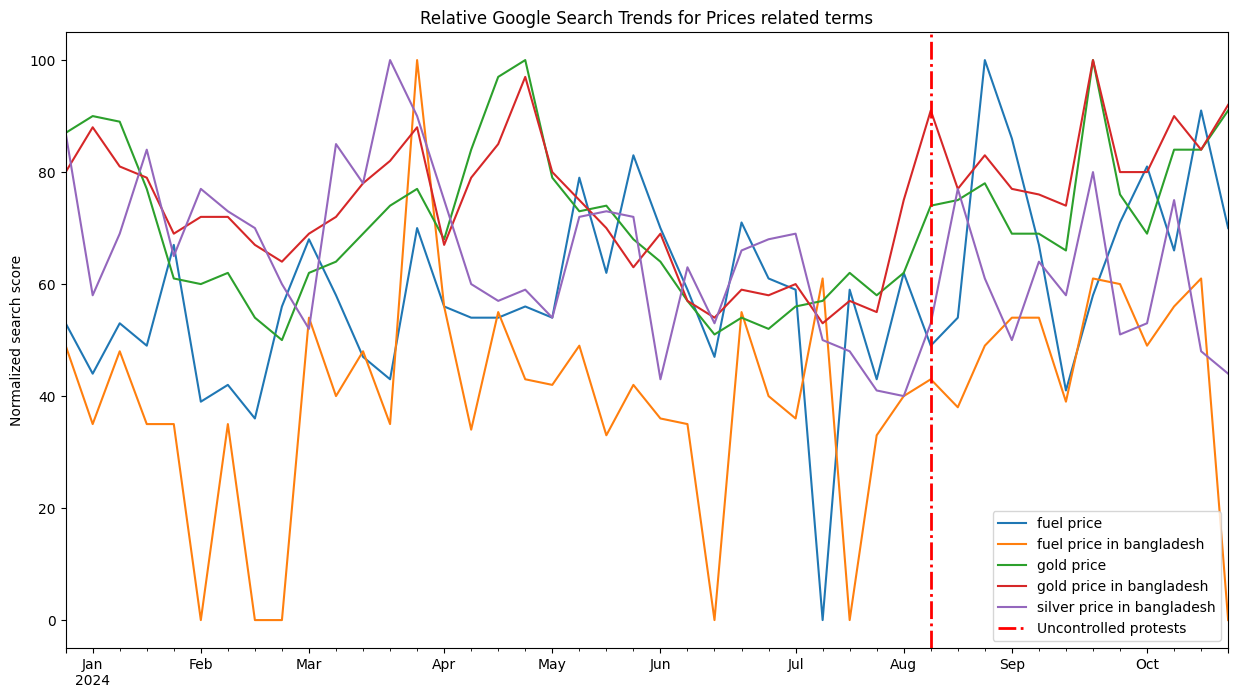 Relative Google Search Trends for Prices related terms
Normalized search score
100
80
60
40
20
0
Jan
2024
Feb
Mar
Apr
May
Jun
Jul
Aug
Sep
Oct
fuel price
fuel price in bangladesh
gold price
gold price in bangladesh
silver price in bangladesh
Uncontrolled protests